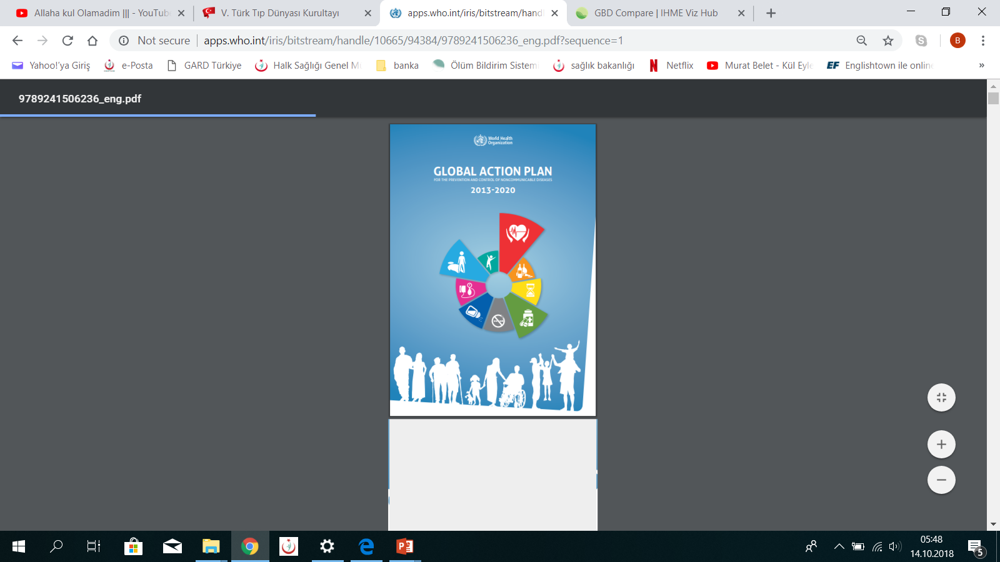 Allaha kul Olamadim ||| - YouTube
V. Türk Tıp Dünyası Kurultayı
apps.who.int/iris/bitstream/handl
GBD Compare | IHME Viz Hub
Not secure
apps.who.int/iris/bitstream/handle/10665/94384/9789241506236_eng.pdf?sequence=1
B
Yahoo!'ya Giriş
e-Posta
GARD Türkiye
Halk Sağlığı Genel M
banka
Ölüm Bildirim Sistem
sağlık bakanlığı
Netflix
Murat Belet - Kül Eyle
EF Englishtown ile online
9789241506236_eng.pdf
World Health
Organization
GLOBAL ACTION PLAN
FOR THE PREVENTION AND CONTROL OF NONCOMMUNICABLE DISEASES
2013-2020
05:48
14.10.2018
5